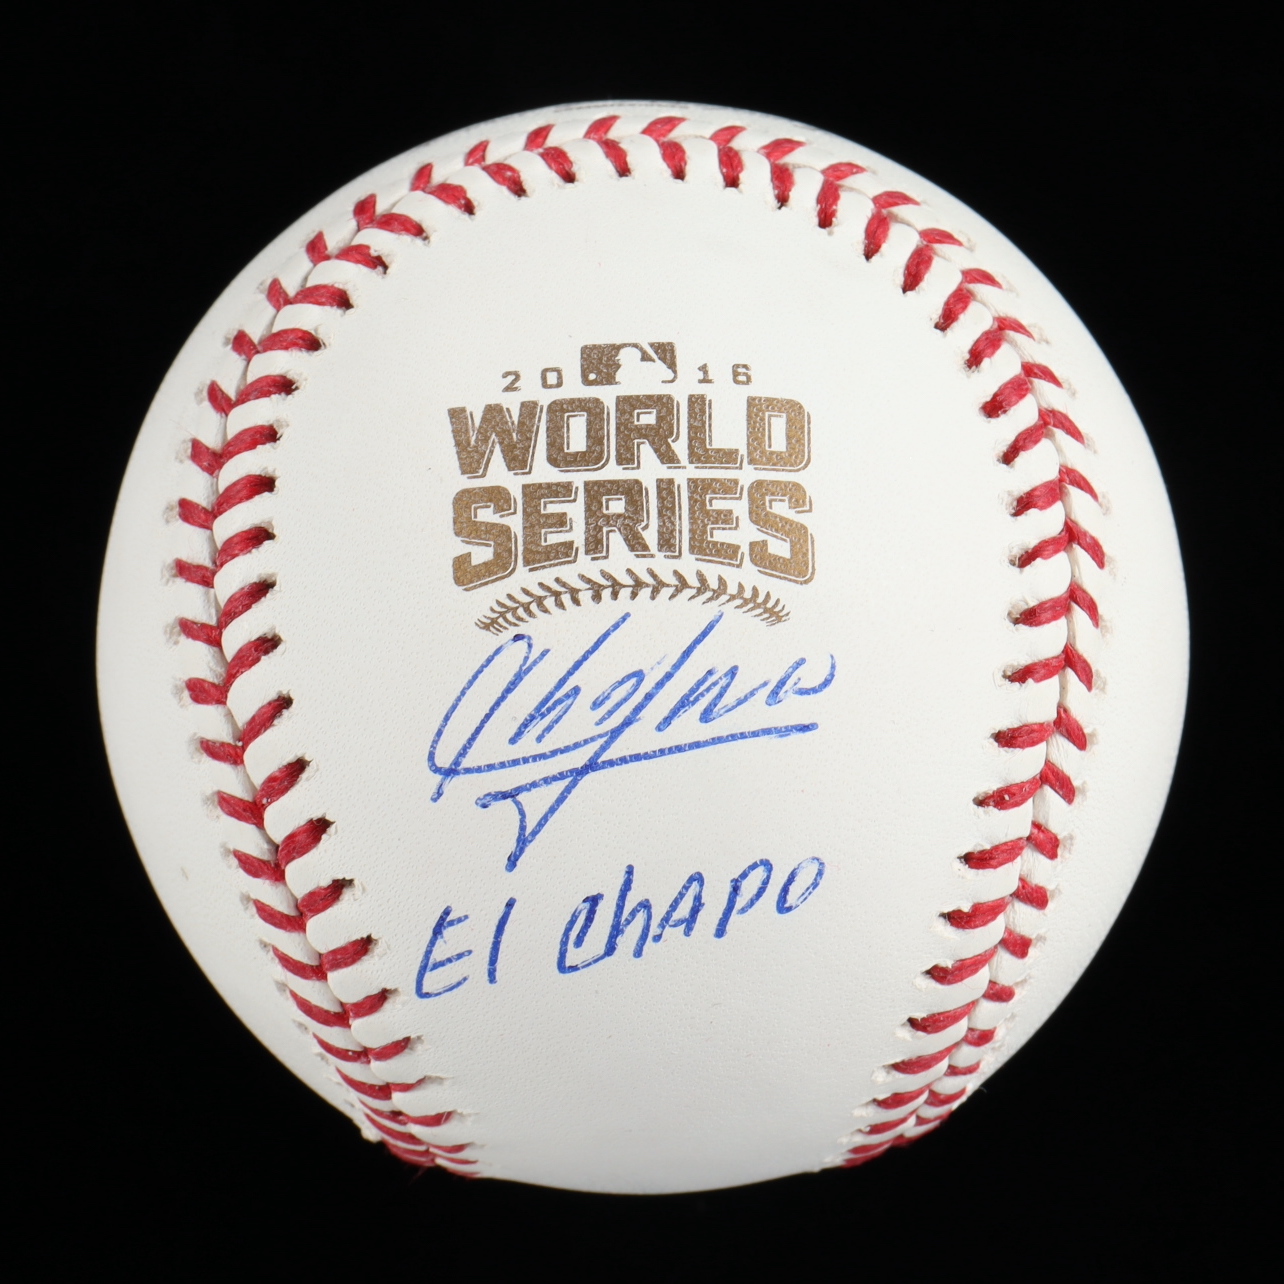 2016
WORLD
SERIES
El ChAPO